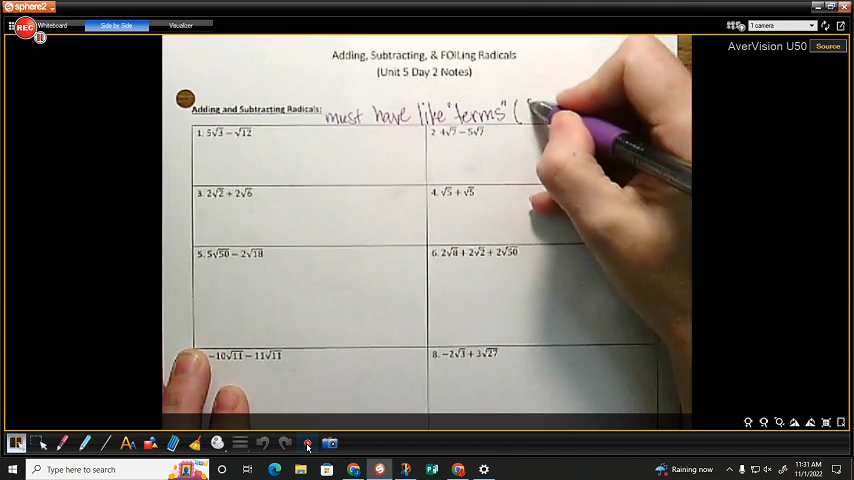 sphere2
REC
Whiteboard
Side by Side
Visualizer
1 camera
AverVision U50
Source
Adding, Subtracting, & FOILing Radicals
(Unit 5 Day 2 Notes)
Adding and Subtracting Radicals: must have like "terms" (
1. 5√3 − √12
2. 4√7 − 5√7
3. 2√2 + 2√6
4. √5 + √5
5. 5√50 − 2√18
6. 2√8 + 2√2 + 2√50
−10√11 − 11√11
8. −2√3 + 3√27
Type here to search
Raining now
11:31 AM
11/1/2022